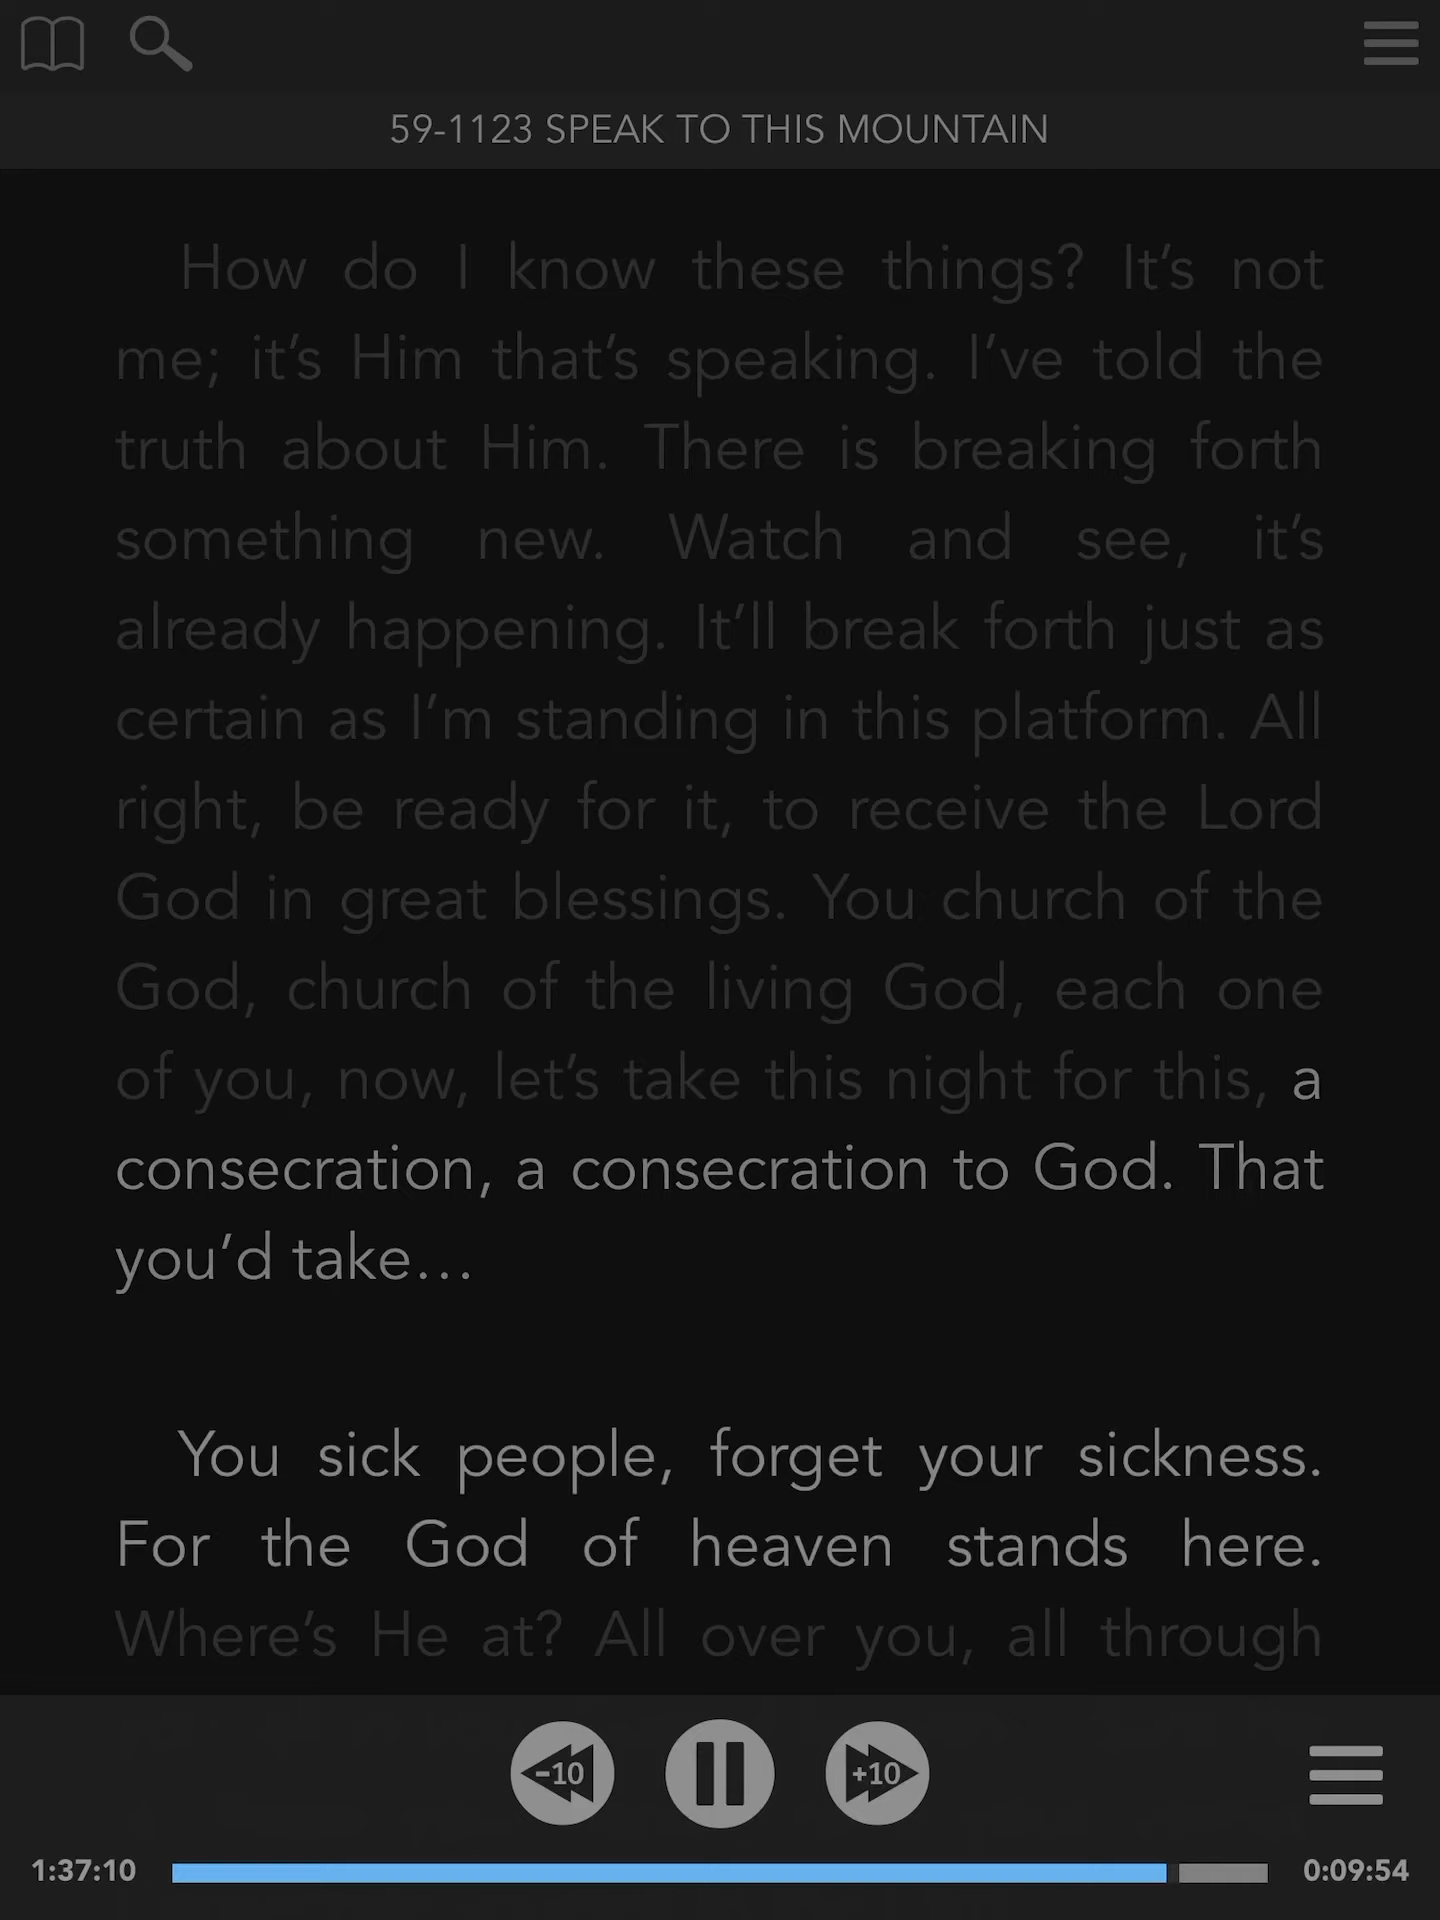 59-1123 SPEAK TO THIS MOUNTAIN
How do I know these things? It’s not
me; it’s Him that’s speaking. I’ve told the
truth about Him. There is breaking forth
something new. Watch and see, it’s
already happening. It’ll break forth just as
certain as I’m standing in this platform. All
right, be ready for it, to receive the Lord
God in great blessings. You church of the
God, church of the living God, each one
of you, now, let’s take this night for this, a
consecration, a consecration to God. That
you’d take…
You sick people, forget your sickness.
For the God of heaven stands here.
Where’s He at? All over you, all through
-10 +10
1:37:10 0:09:54